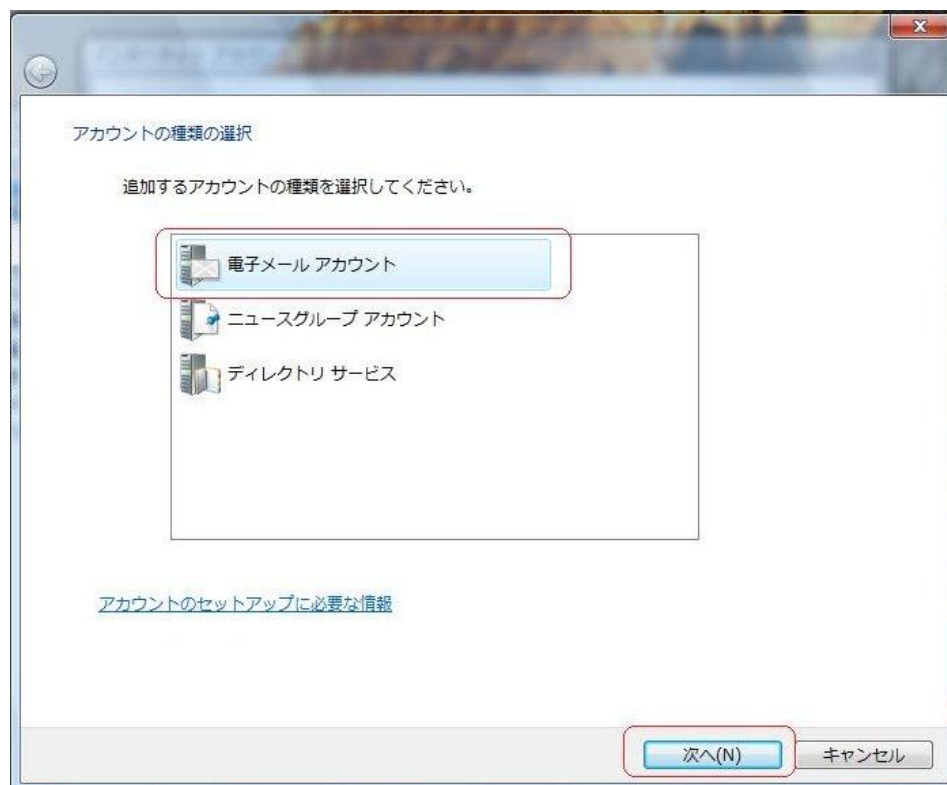 アカウントの種類の選択
追加するアカウントの種類を選択してください。
電子メール アカウント
ニュースグループ アカウント
ディレクトリ サービス
アカウントのセットアップに必要な情報
次へ(N)
キャンセル